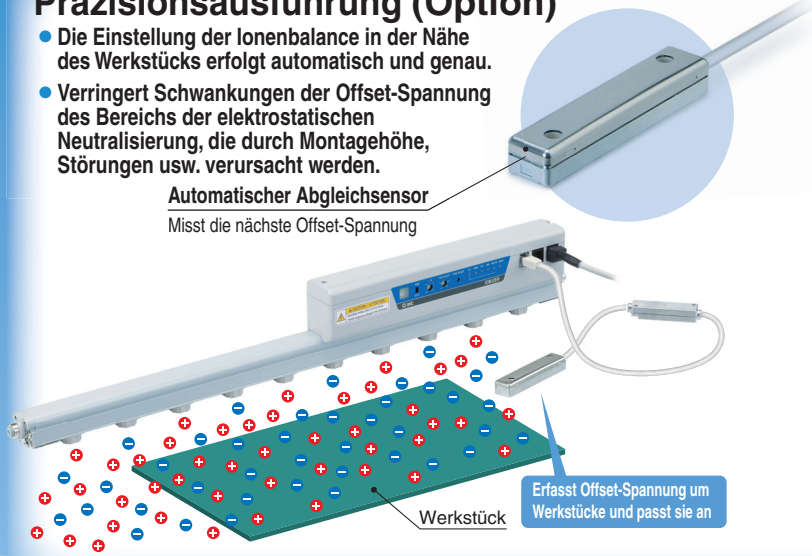 Präzisionsausführung (Option)
Die Einstellung der Ionenbalance in der Nähe
des Werkstücks erfolgt automatisch und genau.
Verringert Schwankungen der Offset-Spannung
des Bereichs der elektrostatischen
Neutralisierung, die durch Montagehöhe,
Störungen usw. verursacht werden.
Automatischer Abgleichsensor
Misst die nächste Offset-Spannung
IONIZER
Erfasst Offset-Spannung um
Werkstücke und passt sie an
Werkstück